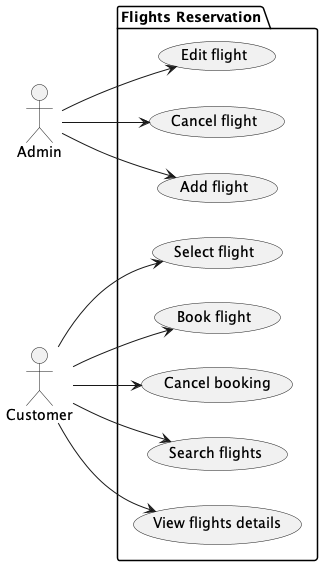 Flights Reservation
Edit flight
Cancel flight
Admin
Add flight
Select flight
Book flight
Cancel booking
Customer
Search flights
View flights details